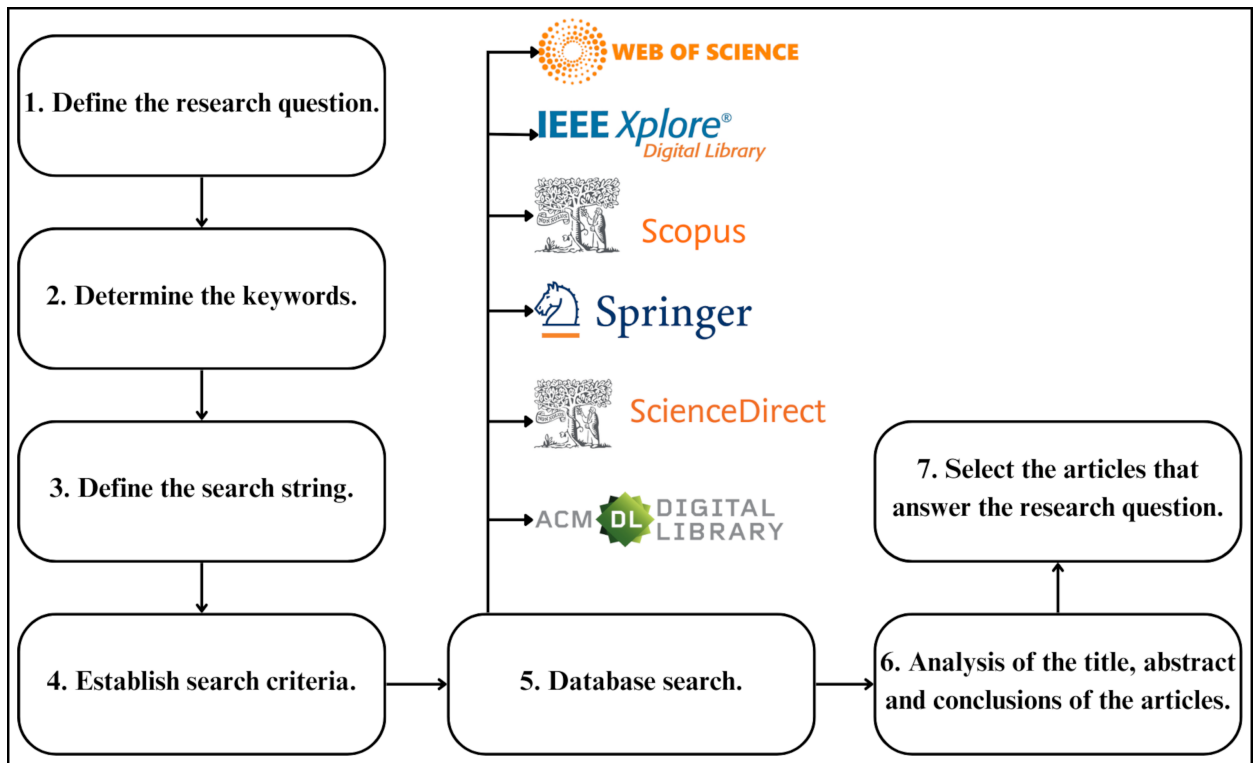 1. Define the research question.
2. Determine the keywords.
3. Define the search string.
4. Establish search criteria.
5. Database search.
WEB OF SCIENCE
IEEE Xplore®
Digital Library
Scopus
Springer
ScienceDirect
ACM DL DIGITAL
LIBRARY
6. Analysis of the title, abstract
and conclusions of the articles.
7. Select the articles that
answer the research question.